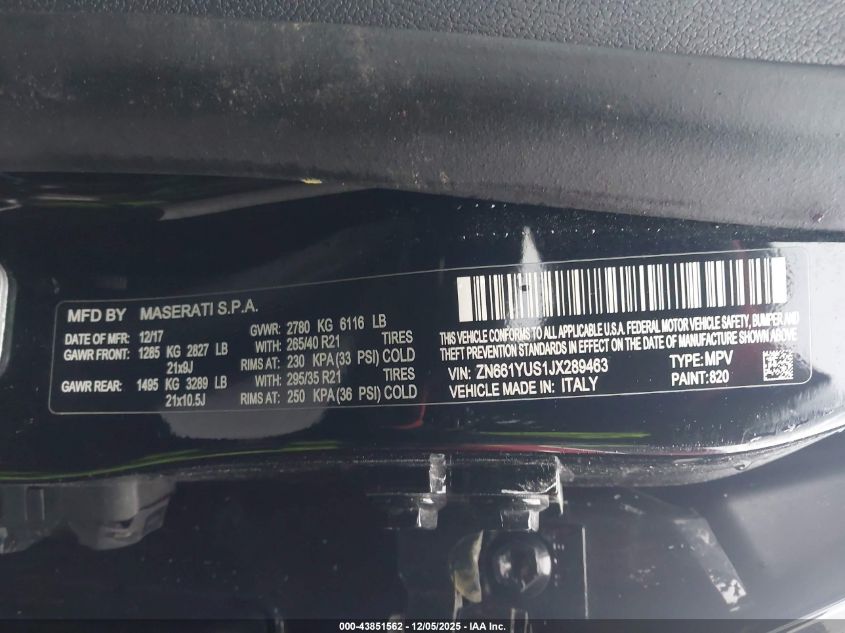 MFD BY MASERATI S.P.A.
DATE OF MFR: 12/17 GVWR: 2780 KG 6116 LB
GAWR FRONT: 1285 KG 2827 LB WITH: 265/40 R21 TIRES
21x9J RIMS AT: 230 KPA (33 PSI) COLD
GAWR REAR: 1495 KG 3289 LB WITH: 295/35 R21 TIRES
21x10.5J RIMS AT: 250 KPA (36 PSI) COLD
THIS VEHICLE CONFORMS TO ALL APPLICABLE U.S.A. FEDERAL MOTOR VEHICLE SAFETY, BUMPER AND
THEFT PREVENTION STANDARDS IN EFFECT ON THE DATE OF MANUFACTURE SHOWN ABOVE
VIN: ZN661YUS1JX289463 TYPE: MPV
VEHICLE MADE IN: ITALY PAINT: 620
000-43851562 - 12/05/2025 - IAA Inc.